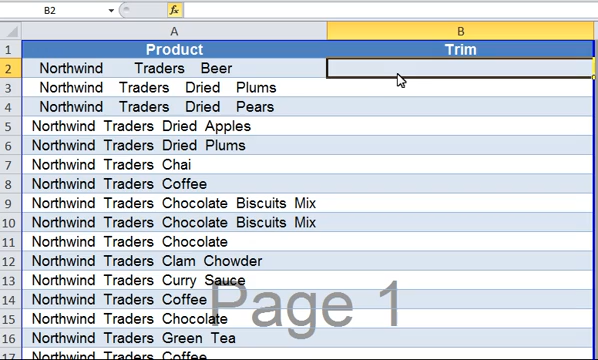 B2 fx
A B
1 Product Trim
2 Northwind Traders Beer
3 Northwind Traders Dried Plums
4 Northwind Traders Dried Pears
5 Northwind Traders Dried Apples
6 Northwind Traders Dried Plums
7 Northwind Traders Chai
8 Northwind Traders Coffee
9 Northwind Traders Chocolate Biscuits Mix
10 Northwind Traders Chocolate Biscuits Mix
11 Northwind Traders Chocolate
12 Northwind Traders Clam Chowder
13 Northwind Traders Curry Sauce
14 Northwind Traders Coffee
Page 1
15 Northwind Traders Chocolate
16 Northwind Traders Green Tea
17 Northwind Traders Coffee